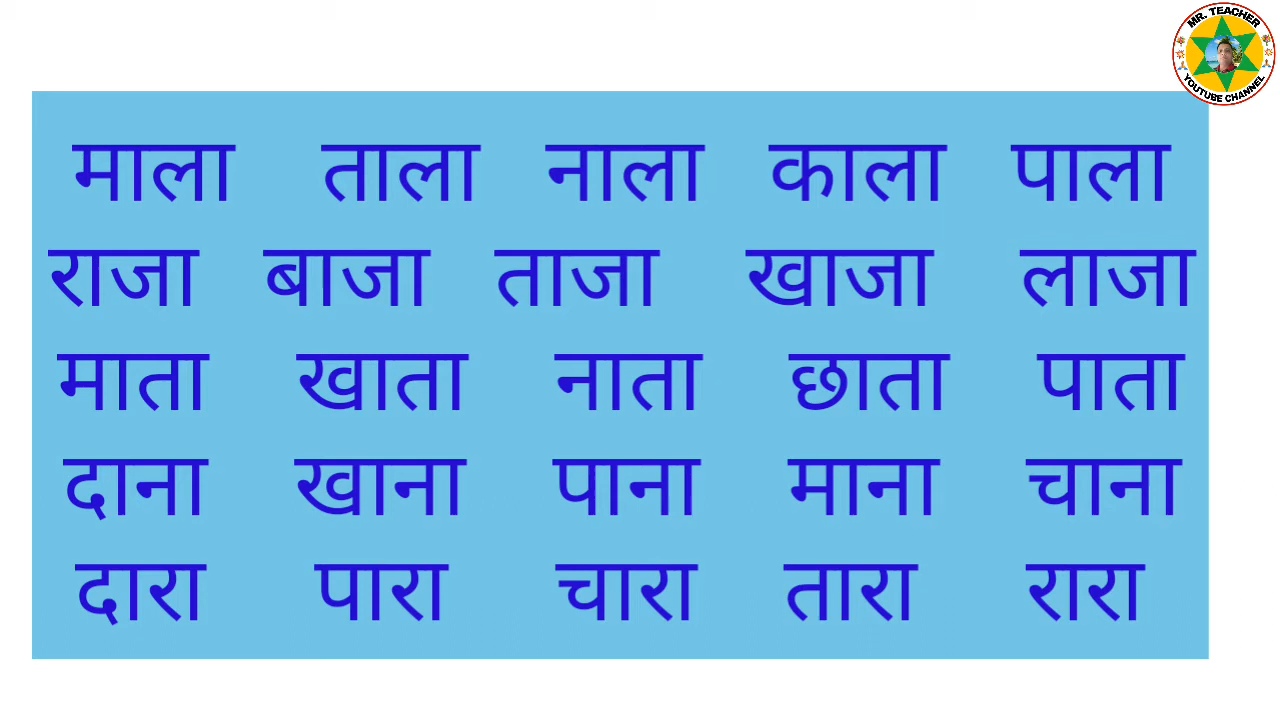 MR. TEACHER
YOUTUBE CHANNEL
माला ताला नाला काला पाला
राजा बाजा ताजा खाजा लाजा
माता खाता नाता छाता पाता
दाना खाना पाना माना चाना
दारा पारा चारा तारा रारा